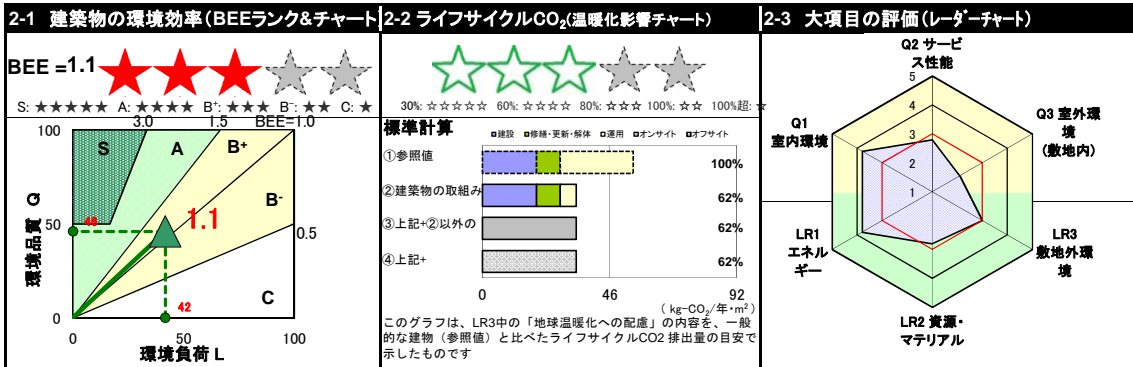 2-1 建築物の環境効率(BEEランク&チャート
BEE =1.1
S: ★★★★★ A: ★★★★ B⁺: ★★★ B⁻: ★★ C: ★
3.0 1.5 BEE=1.0
100
S
A
B⁺
B⁻
環境品質 Q
50
46
1.1
0.5
C
42
0
0 50 100
環境負荷 L
2-2 ライフサイクルCO₂(温暖化影響チャート)
30%: ☆☆☆☆☆ 60%: ☆☆☆☆ 80%: ☆☆☆ 100%: ☆☆ 100%超: ☆
標準計算
■建設 ■修繕・更新・解体 □運用 ■オンサイト ■オフサイト
①参照値 100%
②建築物の取組み 62%
③上記+②以外の 62%
④上記+ 62%
0 46 92
( kg-CO₂/年・m²)
このグラフは、LR3中の「地球温暖化への配慮」の内容を、一般
的な建物(参照値)と比べたライフサイクルCO2 排出量の目安で
示したものです
2-3 大項目の評価(レーダーチャート)
Q2 サービ
ス性能
5
4
3
2
1
Q1
室内環境
Q3 室外環
境
(敷地内)
LR1
エネル
ギー
LR3
敷地外環
境
LR2 資源・
マテリアル